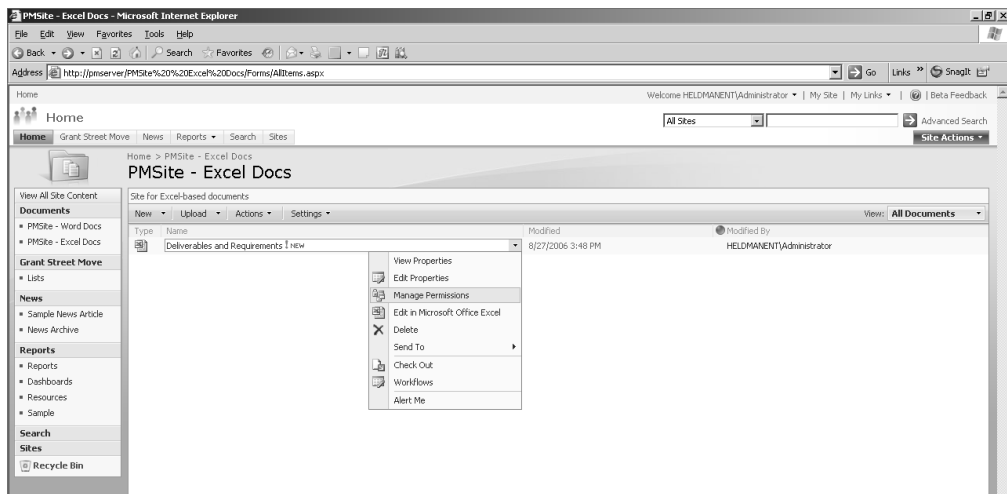 PMSite - Excel Docs - Microsoft Internet Explorer
File Edit View Favorites Tools Help
Back Search Favorites
Address http://pmserver/PMSite%20-%20Excel%20Docs/Forms/AllItems.aspx Go Links » SnagIt
Home Welcome HELDMANENT\Administrator | My Site | My Links | | Beta Feedback
Home All Sites Advanced Search
Home Grant Street Move News Reports Search Sites Site Actions
Home > PMSite - Excel Docs
PMSite - Excel Docs
View All Site Content
Documents
PMSite - Word Docs
PMSite - Excel Docs
Grant Street Move
Lists
News
Sample News Article
News Archive
Reports
Reports
Dashboards
Resources
Sample
Search
Sites
Recycle Bin
Site for Excel-based documents
New Upload Actions Settings View: All Documents
Type Name Modified Modified By
Deliverables and Requirements ! NEW 8/27/2006 3:48 PM HELDMANENT\Administrator
View Properties
Edit Properties
Manage Permissions
Edit in Microsoft Office Excel
Delete
Send To
Check Out
Workflows
Alert Me